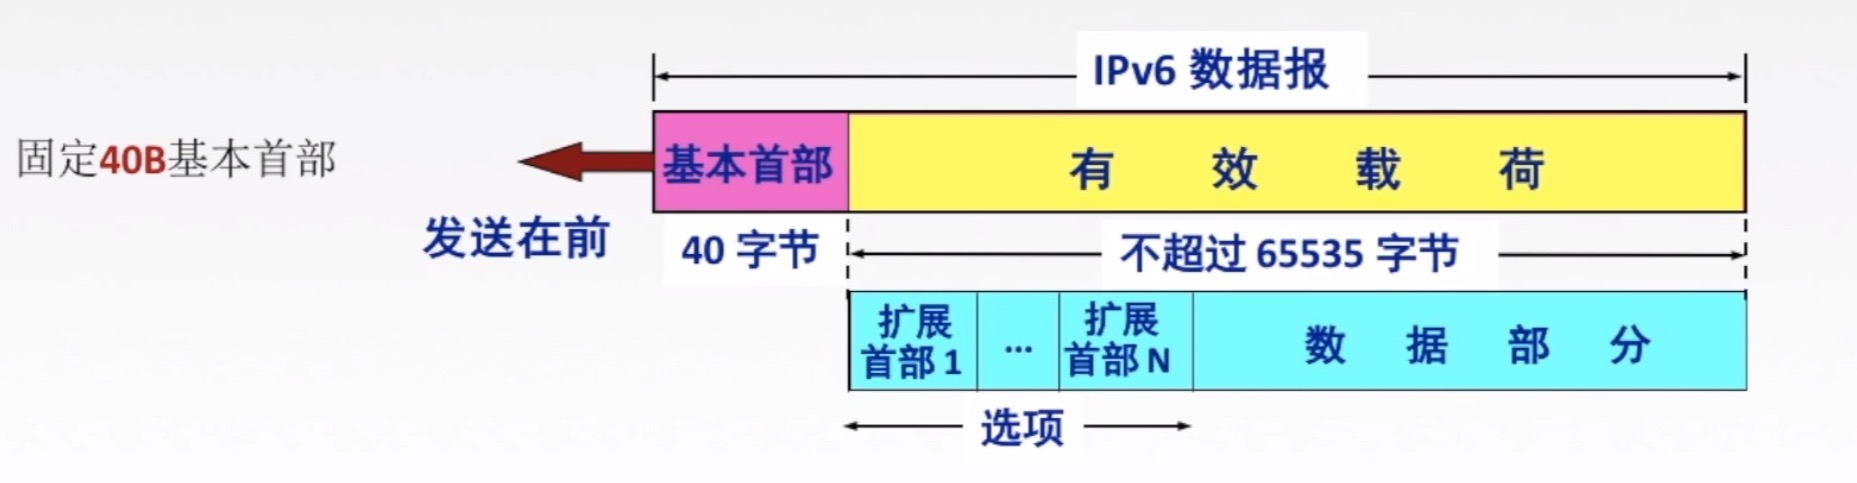 IPv6 数据报
固定40B基本首部
基本首部
有效载荷
发送在前
40 字节
不超过 65535 字节
扩展
首部 1
...
扩展
首部 N
数据部分
选项